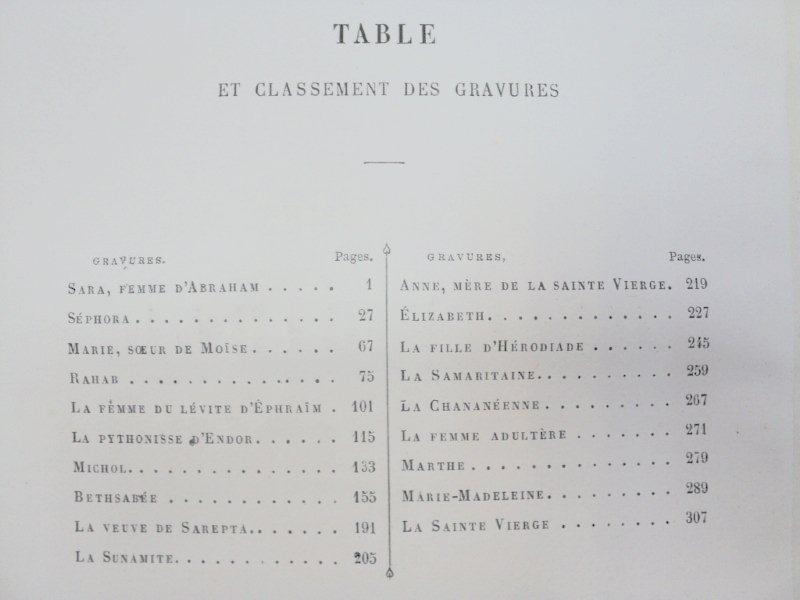 TABLE
ET CLASSEMENT DES GRAVURES
GRAVURES. Pages.
SARA, FEMME D'ABRAHAM . . . . . 1
SÉPHORA . . . . . . . . . . . . . . 27
MARIE, SŒUR DE MOÏSE . . . . . . 67
RAHAB . . . . . . . . . . . . . . 75
LA FEMME DU LÉVITE D'ÉPHRAÏM . 101
LA PYTHONISSE D'ENDOR . . . . . . 115
MICHOL . . . . . . . . . . . . . . 133
BETHSABÉE . . . . . . . . . . . . 155
LA VEUVE DE SAREPTA . . . . . . . 191
LA SUNAMITE . . . . . . . . . . . . 205
GRAVURES, Pages.
ANNE, MÈRE DE LA SAINTE VIERGE . 219
ÉLIZABETH . . . . . . . . . . . . . 227
LA FILLE D'HÉRODIADE . . . . . . 245
LA SAMARITAINE . . . . . . . . . . 259
LA CHANANÉENNE . . . . . . . . . 267
LA FEMME ADULTÈRE . . . . . . . 271
MARTHE . . . . . . . . . . . . . . 279
MARIE-MADELEINE . . . . . . . . . 289
LA SAINTE VIERGE . . . . . . . . 307